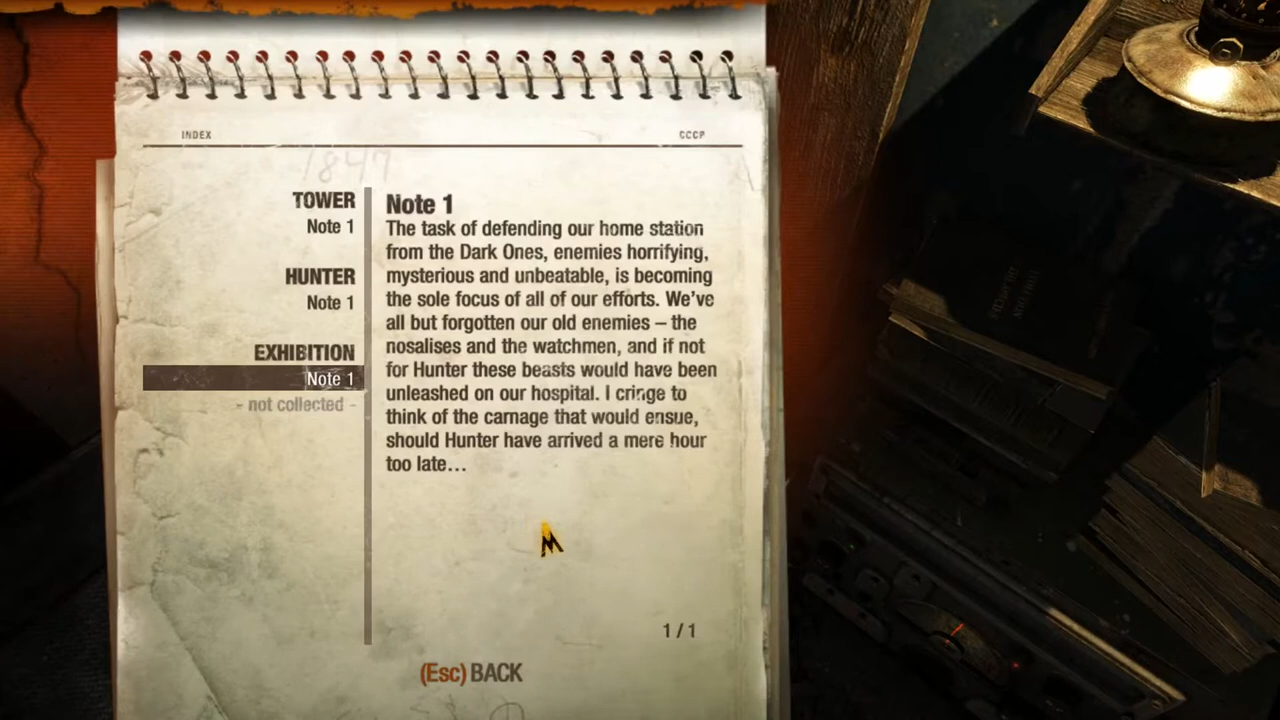 INDEX
CCCP
1847
TOWER
Note 1
HUNTER
Note 1
EXHIBITION
Note 1
- not collected -
Note 1
The task of defending our home station
from the Dark Ones, enemies horrifying,
mysterious and unbeatable, is becoming
the sole focus of all of our efforts. We've
all but forgotten our old enemies – the
nosalises and the watchmen, and if not
for Hunter these beasts would have been
unleashed on our hospital. I cringe to
think of the carnage that would ensue,
should Hunter have arrived a mere hour
too late…
1 / 1
(Esc) BACK